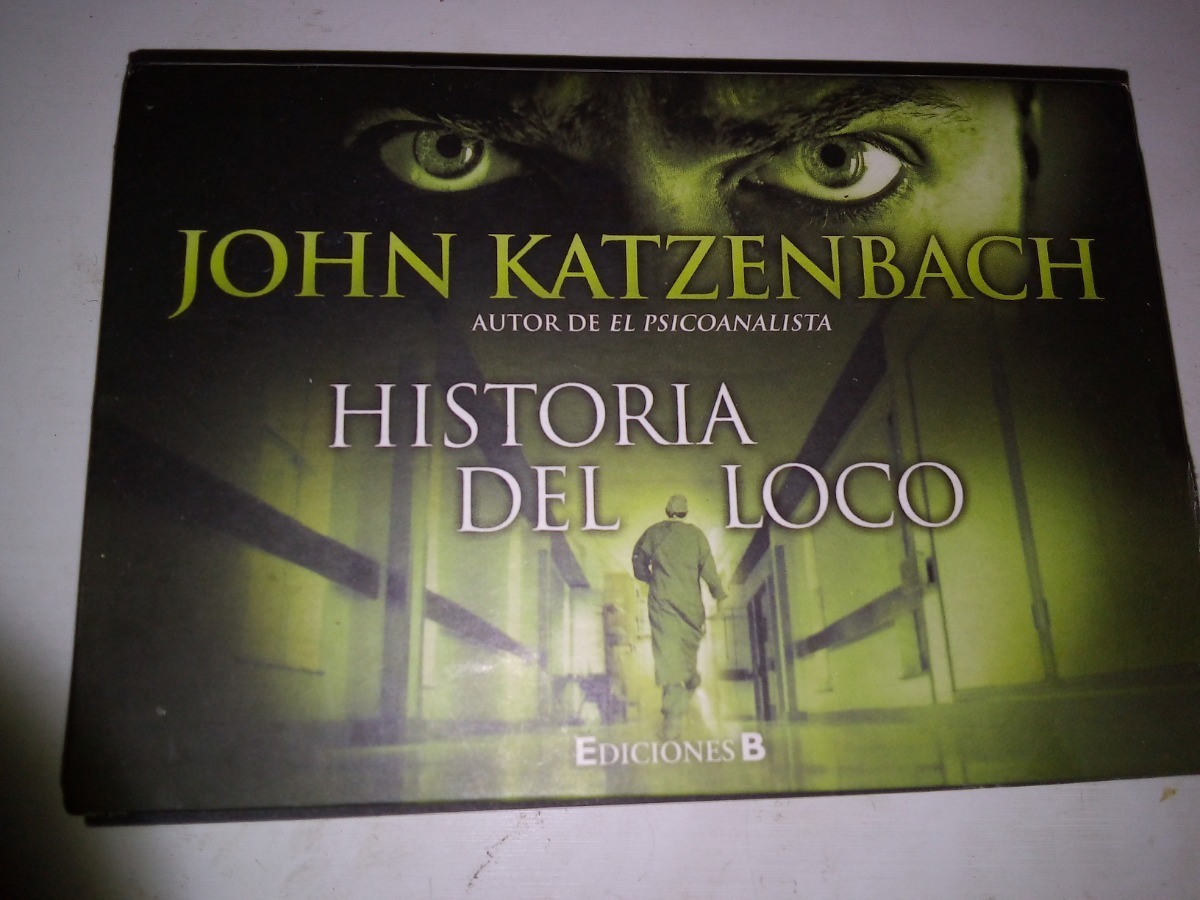 JOHN KATZENBACH
AUTOR DE EL PSICOANALISTA
HISTORIA
DEL LOCO
EDICIONES B